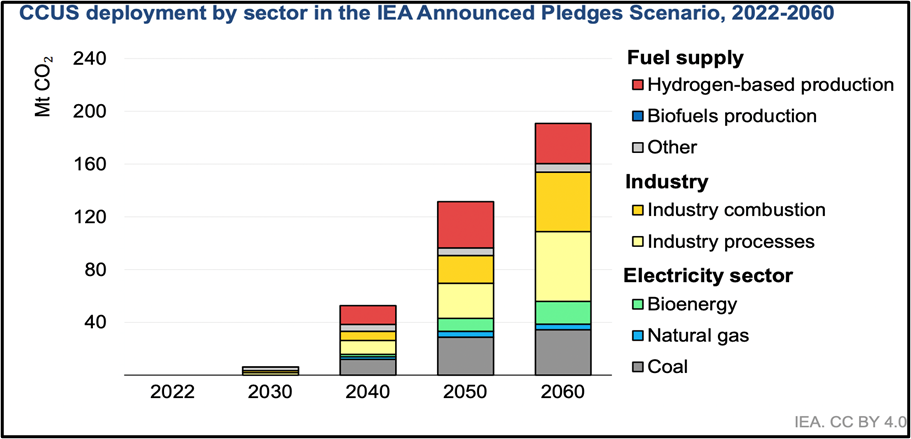 CCUS deployment by sector in the IEA Announced Pledges Scenario, 2022-2060
Mt CO₂
240
200
160
120
80
40
2022 2030 2040 2050 2060
Fuel supply
Hydrogen-based production
Biofuels production
Other
Industry
Industry combustion
Industry processes
Electricity sector
Bioenergy
Natural gas
Coal
IEA. CC BY 4.0